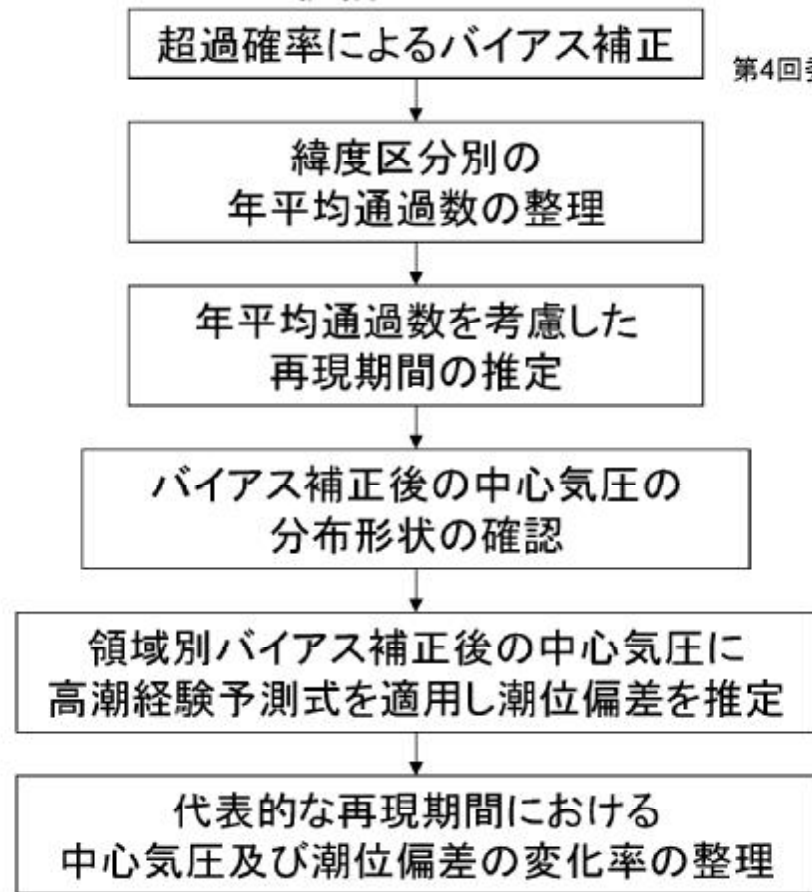 超過確率によるバイアス補正
第4回
緯度区分別の
年平均通過数の整理
年平均通過数を考慮した
再現期間の推定
バイアス補正後の中心気圧の
分布形状の確認
領域別バイアス補正後の中心気圧に
高潮経験予測式を適用し潮位偏差を推定
代表的な再現期間における
中心気圧及び潮位偏差の変化率の整理